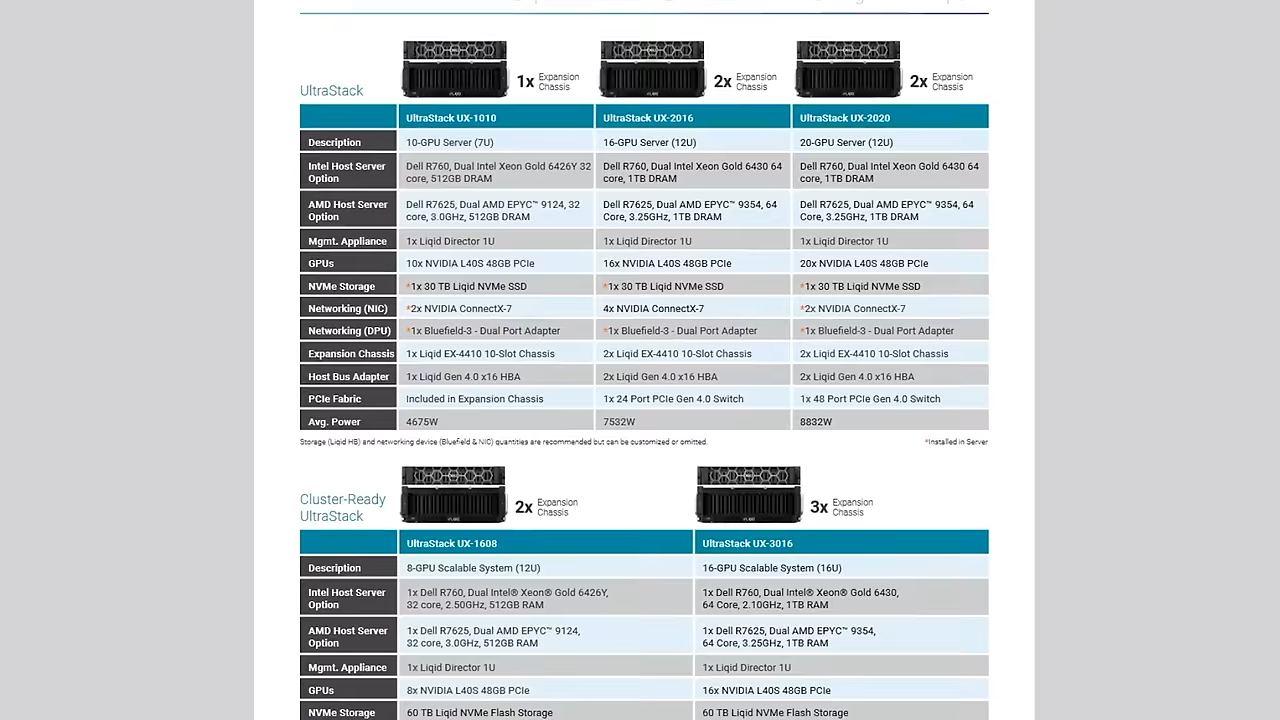 1x Expansion Chassis
2x Expansion Chassis
2x Expansion Chassis
UltraStack
UltraStack UX-1010 UltraStack UX-2016 UltraStack UX-2020
Description 10-GPU Server (7U) 16-GPU Server (12U) 20-GPU Server (12U)
Intel Host Server Option Dell R760, Dual Intel Xeon Gold 6426Y 32 core, 512GB DRAM Dell R760, Dual Intel Xeon Gold 6430 64 core, 1TB DRAM Dell R760, Dual Intel Xeon Gold 6430 64 core, 1TB DRAM
AMD Host Server Option Dell R7625, Dual AMD EPYC™ 9124, 32 core, 3.0GHz, 512GB DRAM Dell R7625, Dual AMD EPYC™ 9354, 64 Core, 3.25GHz, 1TB DRAM Dell R7625, Dual AMD EPYC™ 9354, 64 Core, 3.25GHz, 1TB DRAM
Mgmt. Appliance 1x Liqid Director 1U 1x Liqid Director 1U 1x Liqid Director 1U
GPUs 10x NVIDIA L40S 48GB PCIe 16x NVIDIA L40S 48GB PCIe 20x NVIDIA L40S 48GB PCIe
NVMe Storage *1x 30 TB Liqid NVMe SSD *1x 30 TB Liqid NVMe SSD *1x 30 TB Liqid NVMe SSD
Networking (NIC) *2x NVIDIA ConnectX-7 4x NVIDIA ConnectX-7 *2x NVIDIA ConnectX-7
Networking (DPU) *1x Bluefield-3 - Dual Port Adapter *1x Bluefield-3 - Dual Port Adapter *1x Bluefield-3 - Dual Port Adapter
Expansion Chassis 1x Liqid EX-4410 10-Slot Chassis 2x Liqid EX-4410 10-Slot Chassis 2x Liqid EX-4410 10-Slot Chassis
Host Bus Adapter 1x Liqid Gen 4.0 x16 HBA 2x Liqid Gen 4.0 x16 HBA 2x Liqid Gen 4.0 x16 HBA
PCIe Fabric Included in Expansion Chassis 1x 24 Port PCIe Gen 4.0 Switch 1x 48 Port PCIe Gen 4.0 Switch
Avg. Power 4675W 7532W 8832W
Storage (Liqid HB) and networking device (Bluefield & NIC) quantities are recommended but can be customized or omitted. *Installed in Server
Cluster-Ready
UltraStack
2x Expansion Chassis
3x Expansion Chassis
UltraStack UX-1608 UltraStack UX-3016
Description 8-GPU Scalable System (12U) 16-GPU Scalable System (16U)
Intel Host Server Option 1x Dell R760, Dual Intel® Xeon® Gold 6426Y, 32 core, 2.50GHz, 512GB RAM 1x Dell R760, Dual Intel® Xeon® Gold 6430, 64 Core, 2.10GHz, 1TB RAM
AMD Host Server Option 1x Dell R7625, Dual AMD EPYC™ 9124, 32 core, 3.0GHz, 512GB RAM 1x Dell R7625, Dual AMD EPYC™ 9354, 64 Core, 3.25GHz, 1TB RAM
Mgmt. Appliance 1x Liqid Director 1U 1x Liqid Director 1U
GPUs 8x NVIDIA L40S 48GB PCIe 16x NVIDIA L40S 48GB PCIe
NVMe Storage 60 TB Liqid NVMe Flash Storage 60 TB Liqid NVMe Flash Storage